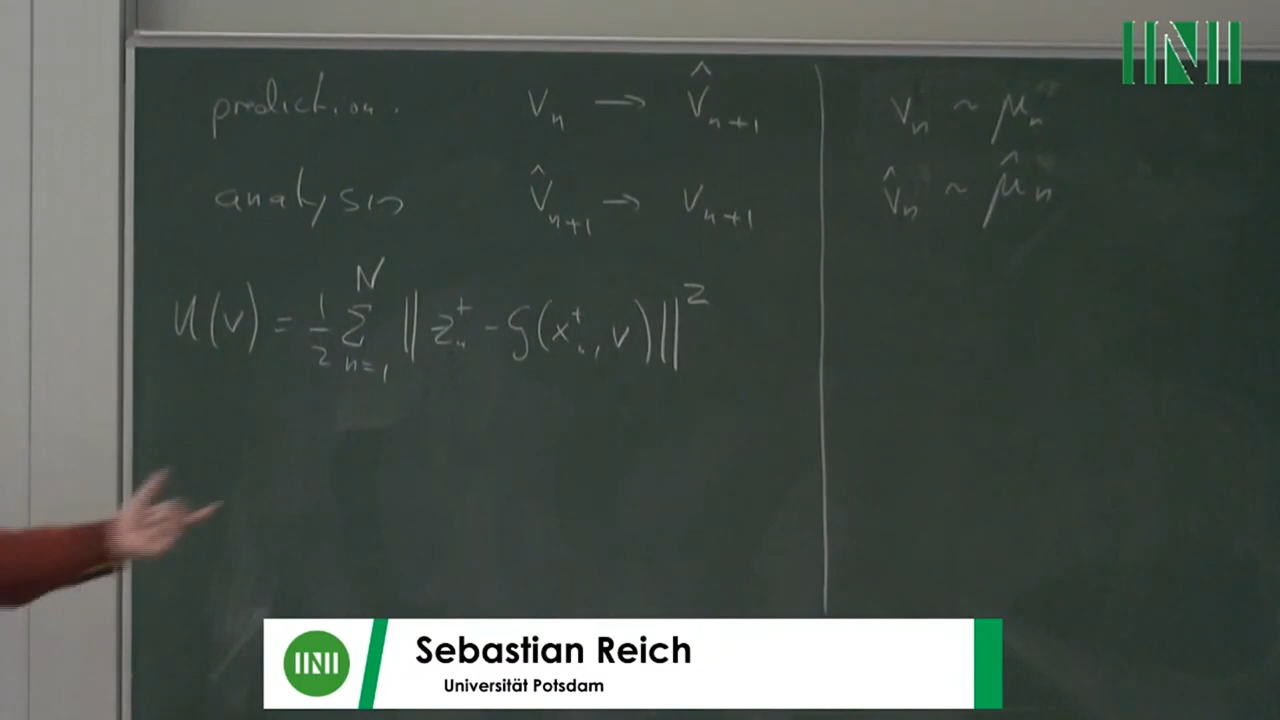 prediction. v_n → v̂_{n+1}
analysis v̂_{n+1} → v_{n+1}
U(v) = 1/2 Σ_{n=1}^{N} || z_n^+ - G(x_n^+, v) ||^2
v_n ~ μ_n
v̂_n ~ μ̂_n
Sebastian Reich
Universität Potsdam